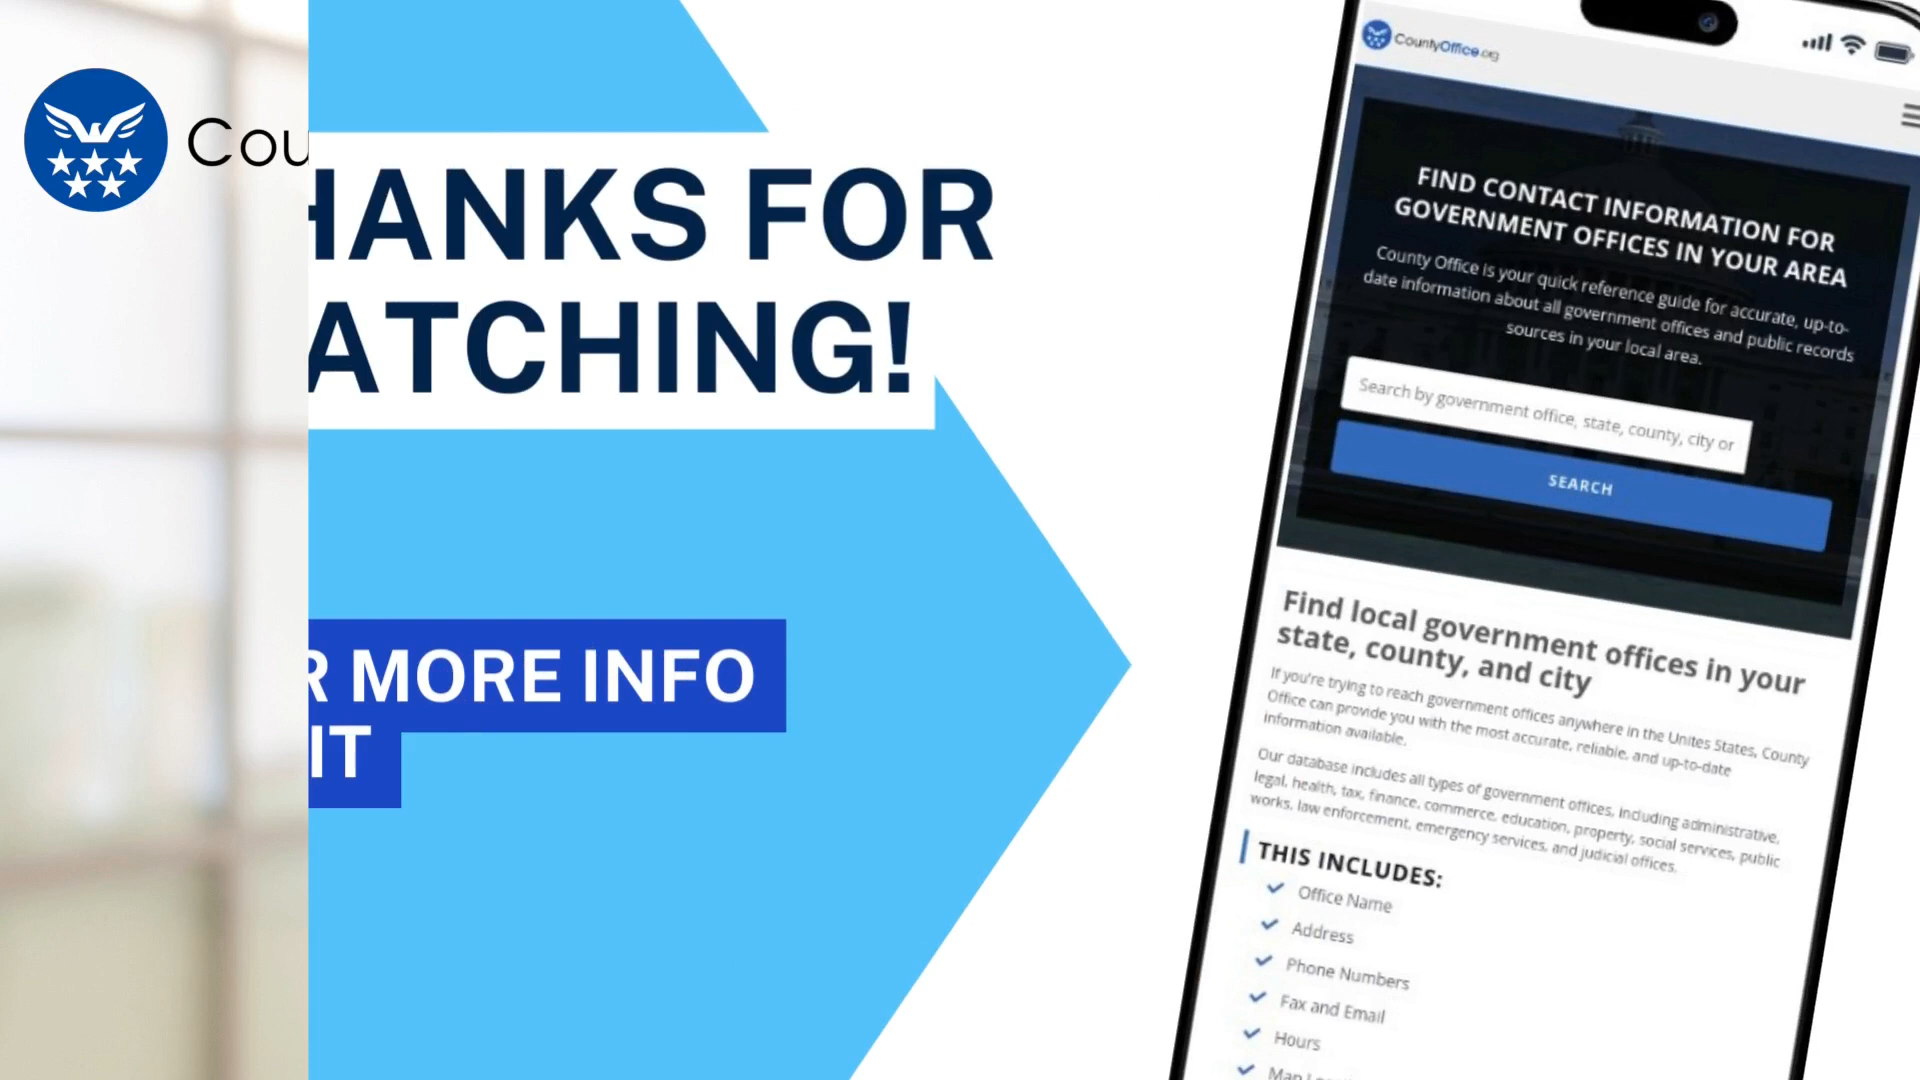 Cou
HANKS FOR
ATCHING!
R MORE INFO
IT
CountyOffice.org
FIND CONTACT INFORMATION FOR
GOVERNMENT OFFICES IN YOUR AREA
County Office is your quick reference guide for accurate, up-to-
date information about all government offices and public records
sources in your local area.
Search by government office, state, county, city or
SEARCH
Find local government offices in your
state, county, and city
If you're trying to reach government offices anywhere in the Unites States, County
Office can provide you with the most accurate, reliable, and up-to-date
information available.
Our database includes all types of government offices, including administrative,
legal, health, tax, finance, commerce, education, property, social services, public
works, law enforcement, emergency services, and judicial offices.
THIS INCLUDES:
Office Name
Address
Phone Numbers
Fax and Email
Hours
Map